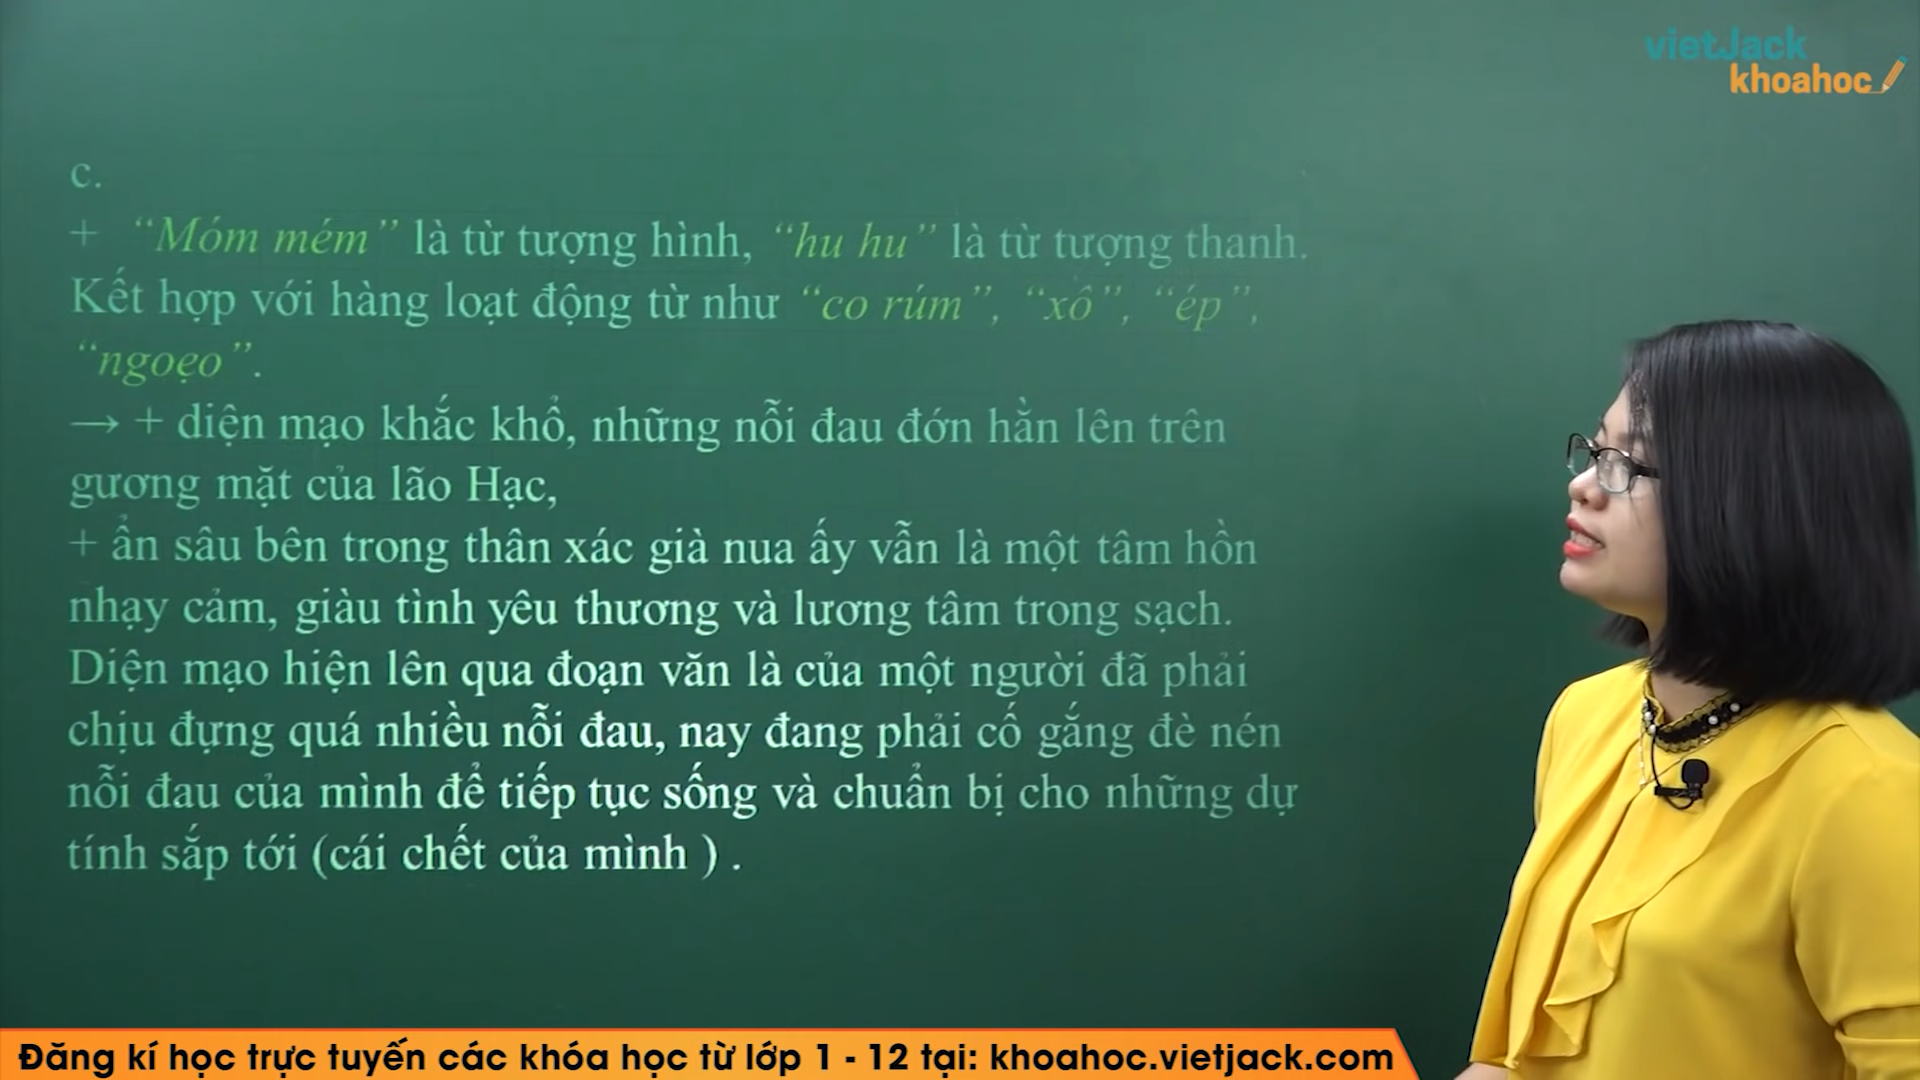 vietJack
khoahoc
c.
+ “Móm mém” là từ tượng hình, “hu hu” là từ tượng thanh.
Kết hợp với hàng loạt động từ như “co rúm”, “xô”, “ép”,
“ngoẹo”.
→ + diện mạo khắc khổ, những nỗi đau đớn hằn lên trên
gương mặt của lão Hạc,
+ ẩn sâu bên trong thân xác già nua ấy vẫn là một tâm hồn
nhạy cảm, giàu tình yêu thương và lương tâm trong sạch.
Diện mạo hiện lên qua đoạn văn là của một người đã phải
chịu đựng quá nhiều nỗi đau, nay đang phải cố gắng đè nén
nỗi đau của mình để tiếp tục sống và chuẩn bị cho những dự
tính sắp tới (cái chết của mình ) .
Đăng kí học trực tuyến các khóa học từ lớp 1 - 12 tại: khoahoc.vietjack.com